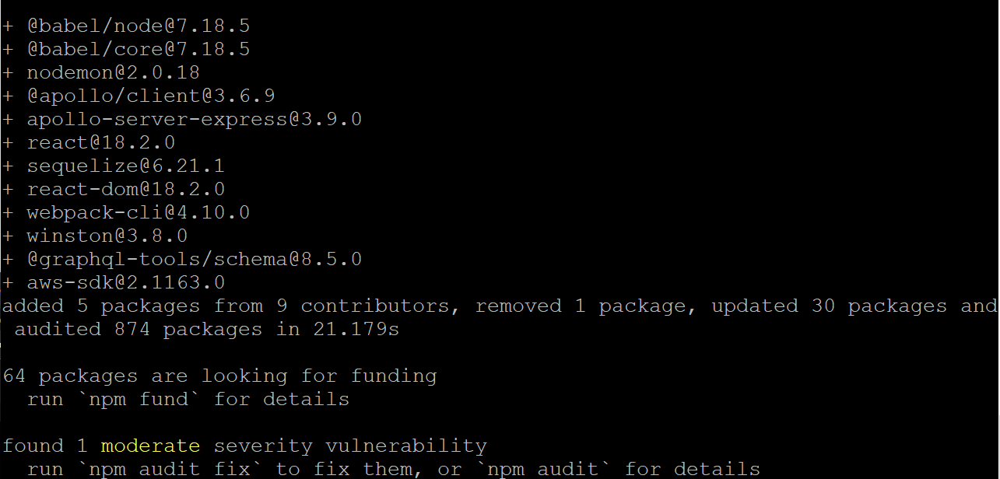 + @babel/node@7.18.5
+ @babel/core@7.18.5
+ nodemon@2.0.18
+ @apollo/client@3.6.9
+ apollo-server-express@3.9.0
+ react@18.2.0
+ sequelize@6.21.1
+ react-dom@18.2.0
+ webpack-cli@4.10.0
+ winston@3.8.0
+ @graphql-tools/schema@8.5.0
+ aws-sdk@2.1163.0
added 5 packages from 9 contributors, removed 1 package, updated 30 packages and
 audited 874 packages in 21.179s

64 packages are looking for funding
  run `npm fund` for details

found 1 moderate severity vulnerability
  run `npm audit fix` to fix them, or `npm audit` for details